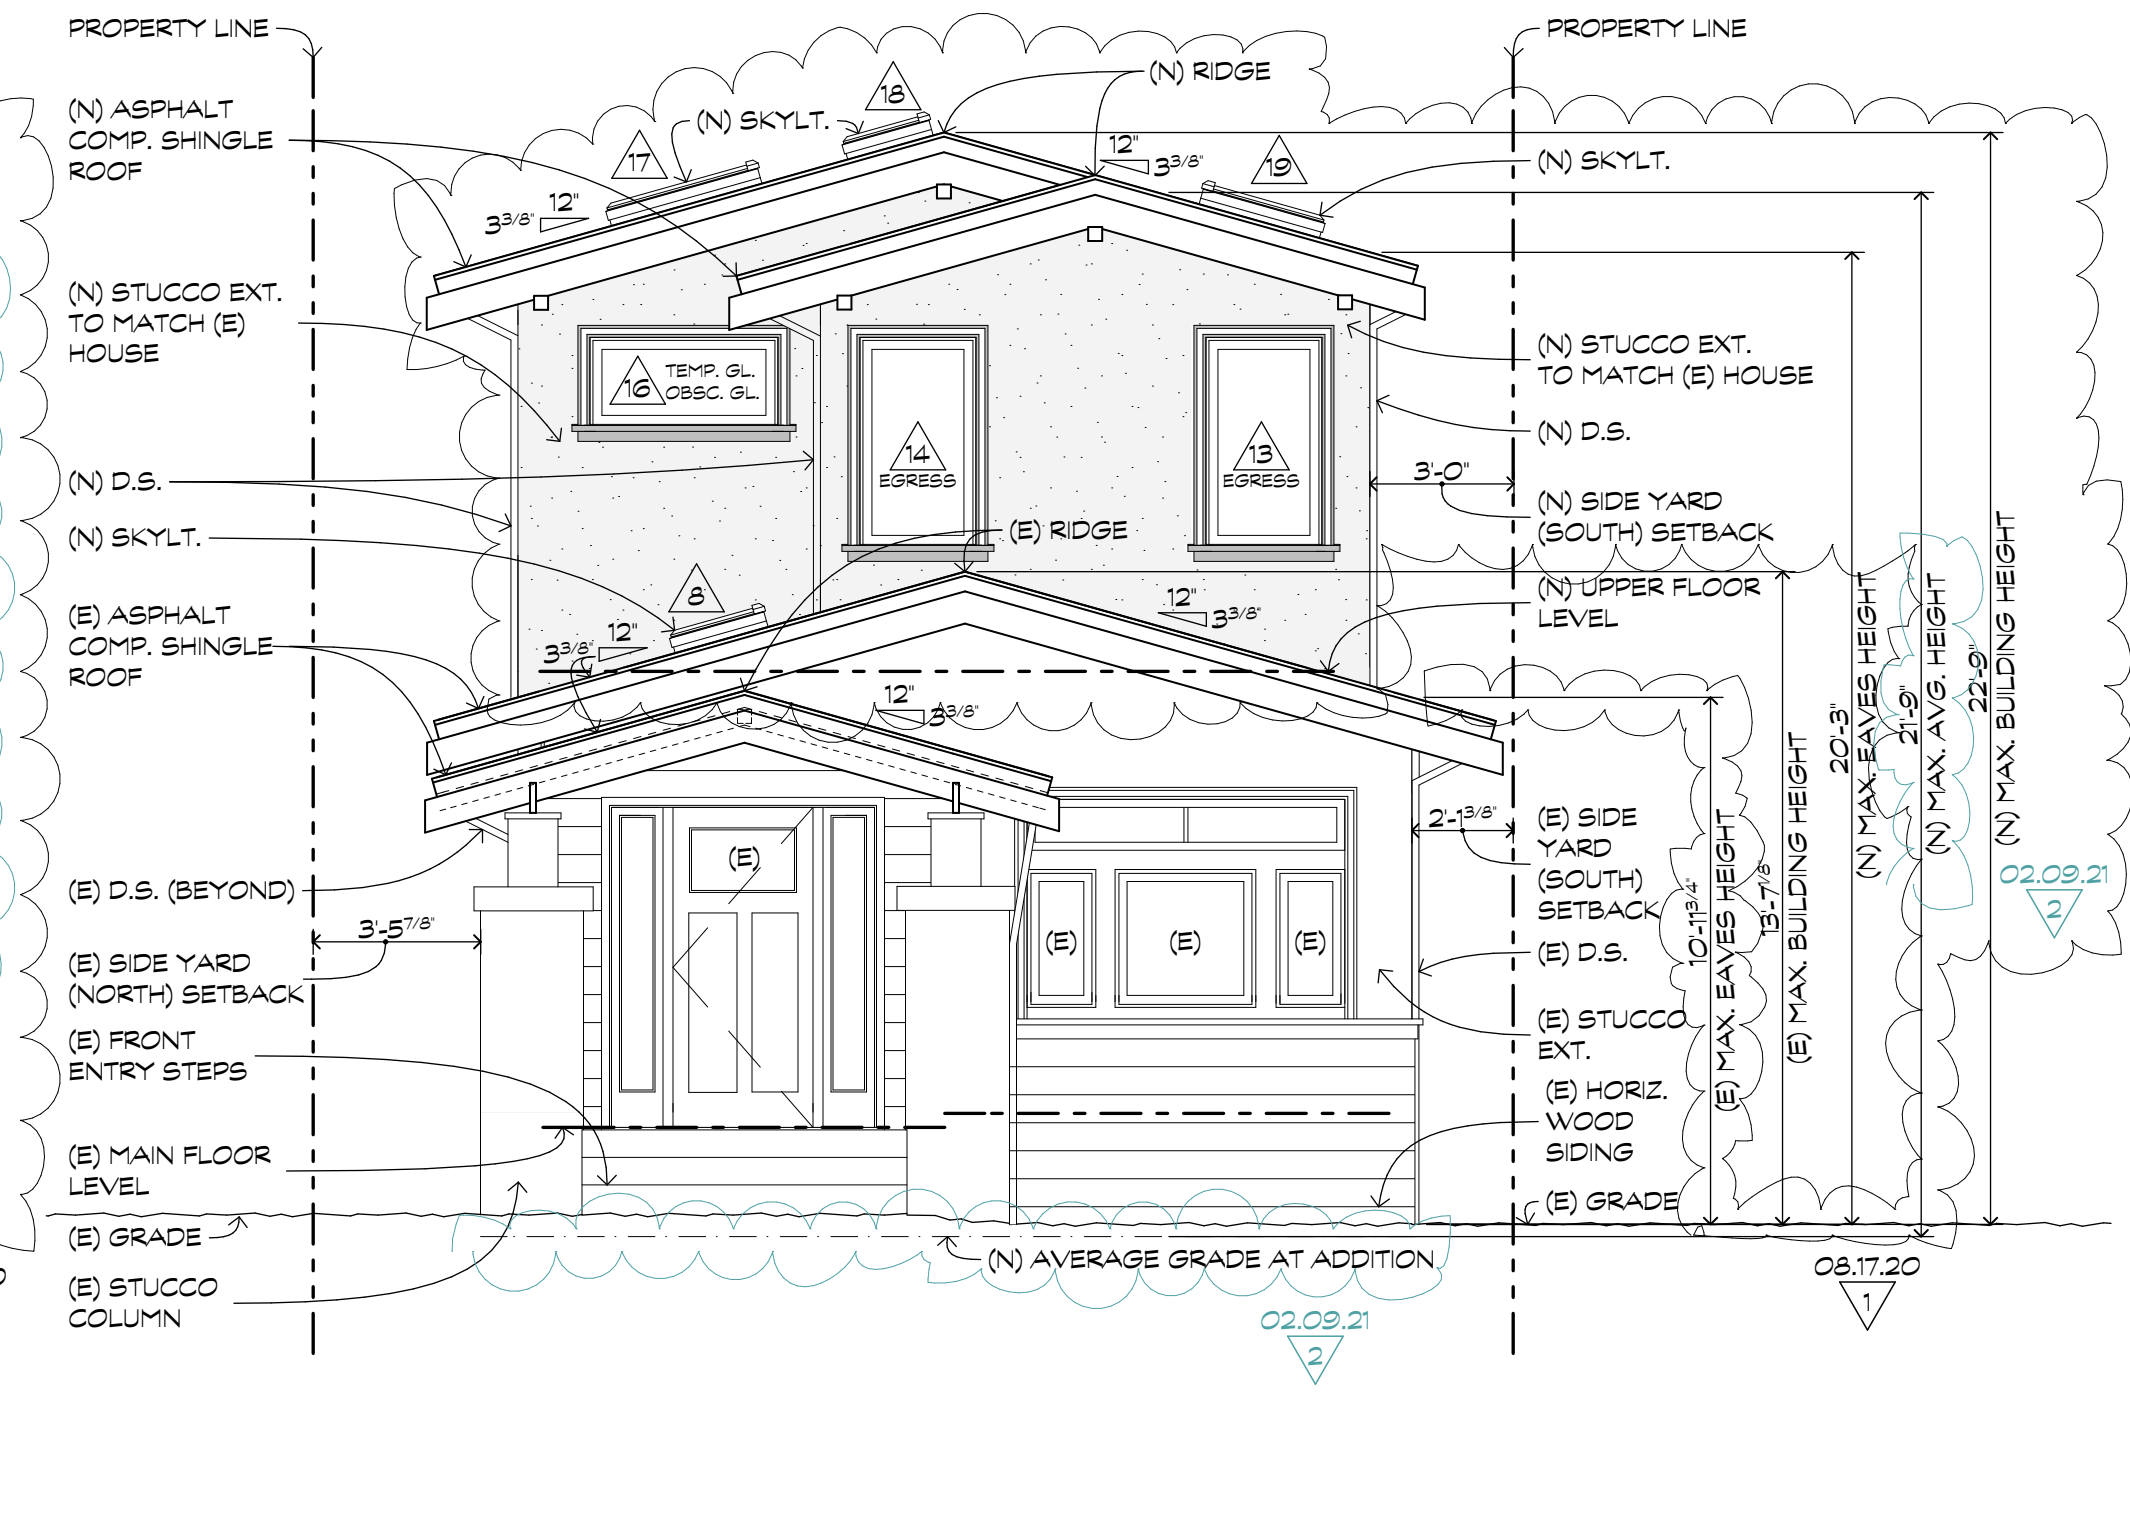 PROPERTY LINE
(N) ASPHALT
COMP. SHINGLE
ROOF
(N) STUCCO EXT.
TO MATCH (E)
HOUSE
(N) D.S.
(N) SKYLT.
(E) ASPHALT
COMP. SHINGLE
ROOF
(E) D.S. (BEYOND)
3'-5 7/8"
(E) SIDE YARD
(NORTH) SETBACK
(E) FRONT
ENTRY STEPS
(E) MAIN FLOOR
LEVEL
(E) GRADE
(E) STUCCO
COLUMN
18
(N) SKYLT.
17
12"
3 3/8"
(N) RIDGE
12"
3 3/8"
19
16
TEMP. GL.
OBSC. GL.
14
EGRESS
13
EGRESS
(E) RIDGE
8
12"
3 3/8"
12"
3 3/8"
12"
3 3/8"
(E)
(E)
(E)
(E)
(N) AVERAGE GRADE AT ADDITION
02.09.21
2
PROPERTY LINE
(N) SKYLT.
(N) STUCCO EXT.
TO MATCH (E) HOUSE
(N) D.S.
3'-0"
(N) SIDE YARD
(SOUTH) SETBACK
(N) UPPER FLOOR
LEVEL
2'-1 3/8"
(E) SIDE
YARD
(SOUTH)
SETBACK
(E) D.S.
(E) STUCCO
EXT.
(E) HORIZ.
WOOD
SIDING
(E) GRADE
10'-11 3/4"
(E) MAX. EAVES HEIGHT
13'-7 1/8"
(E) MAX. BUILDING HEIGHT
20'-3"
(N) MAX. EAVES HEIGHT
21'-9"
(N) MAX. AVG. HEIGHT
22'-9"
(N) MAX. BUILDING HEIGHT
02.09.21
2
08.17.20
1